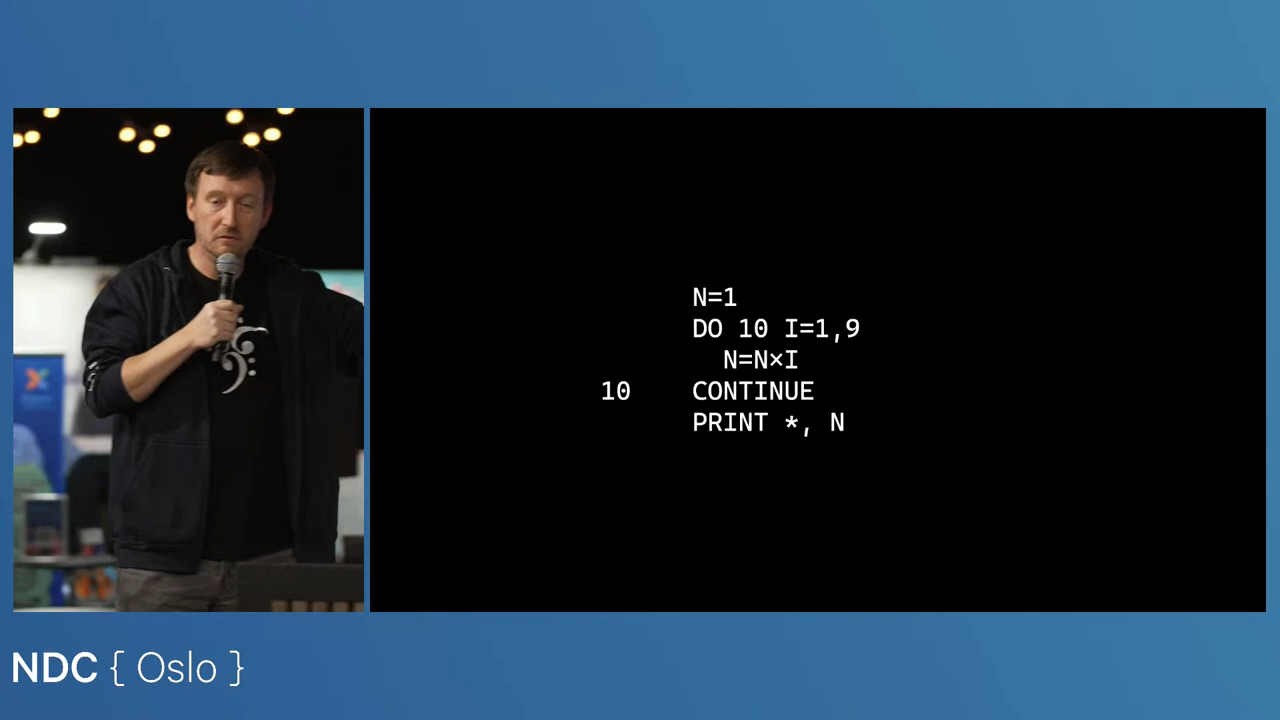 N=1
DO 10 I=1,9
N=N×I
10 CONTINUE
PRINT *, N
NDC { Oslo }